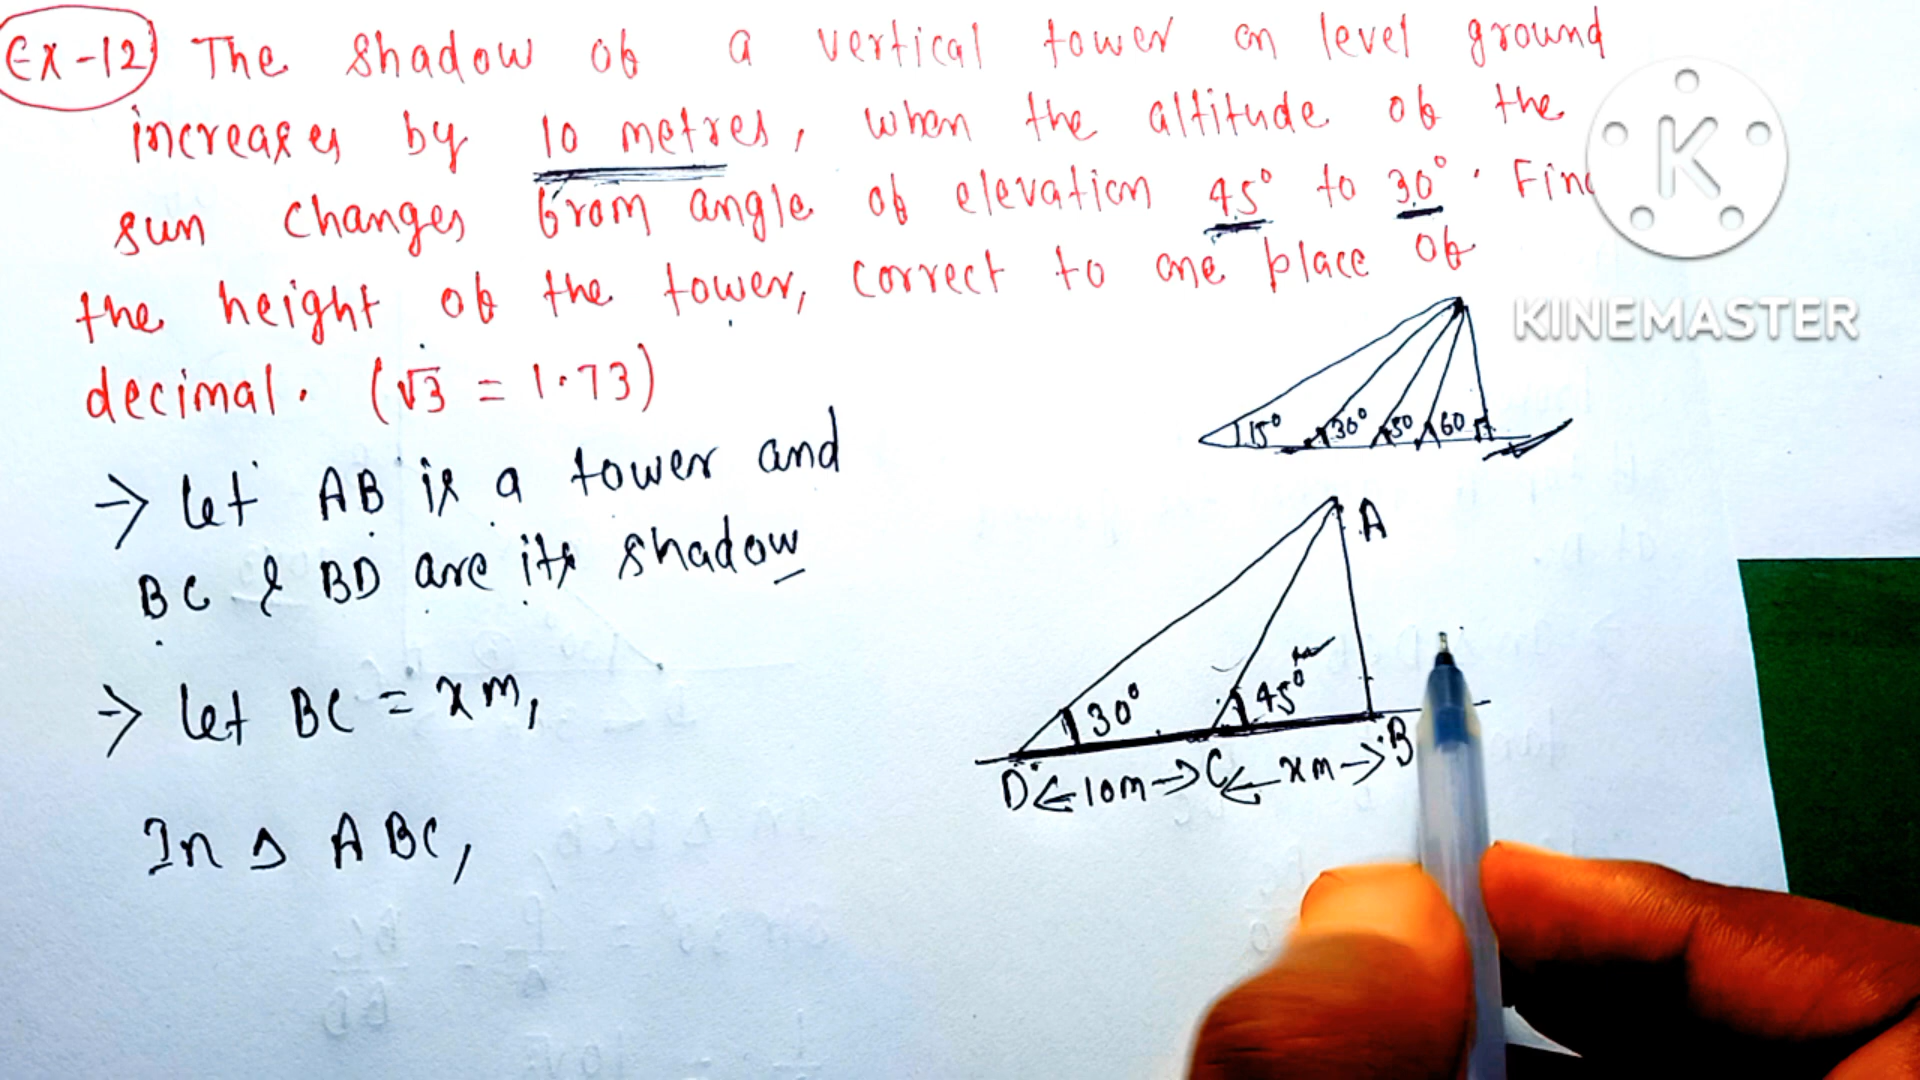 Ex-12 The shadow of a vertical tower on level ground
increases by 10 metres, when the altitude of the
sun changes from angle of elevation 45° to 30°. Find
the height of the tower, correct to one place of
decimal. (√3 = 1.73)
→ let AB is a tower and
BC & BD are its shadow
→ let BC = x m,
In △ ABC,
15° 30° 50 60
A
30° 45°
D ← 10m → C ← xm → B
K
KINEMASTER